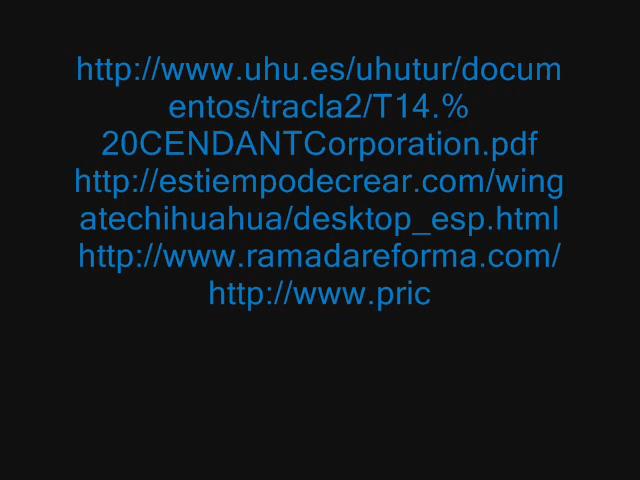 http://www.uhu.es/uhutur/docum
entos/tracla2/T14.%
20CENDANTCorporation.pdf
http://estiempodecrear.com/wing
atechihuahua/desktop_esp.html
http://www.ramadareforma.com/
http://www.pric